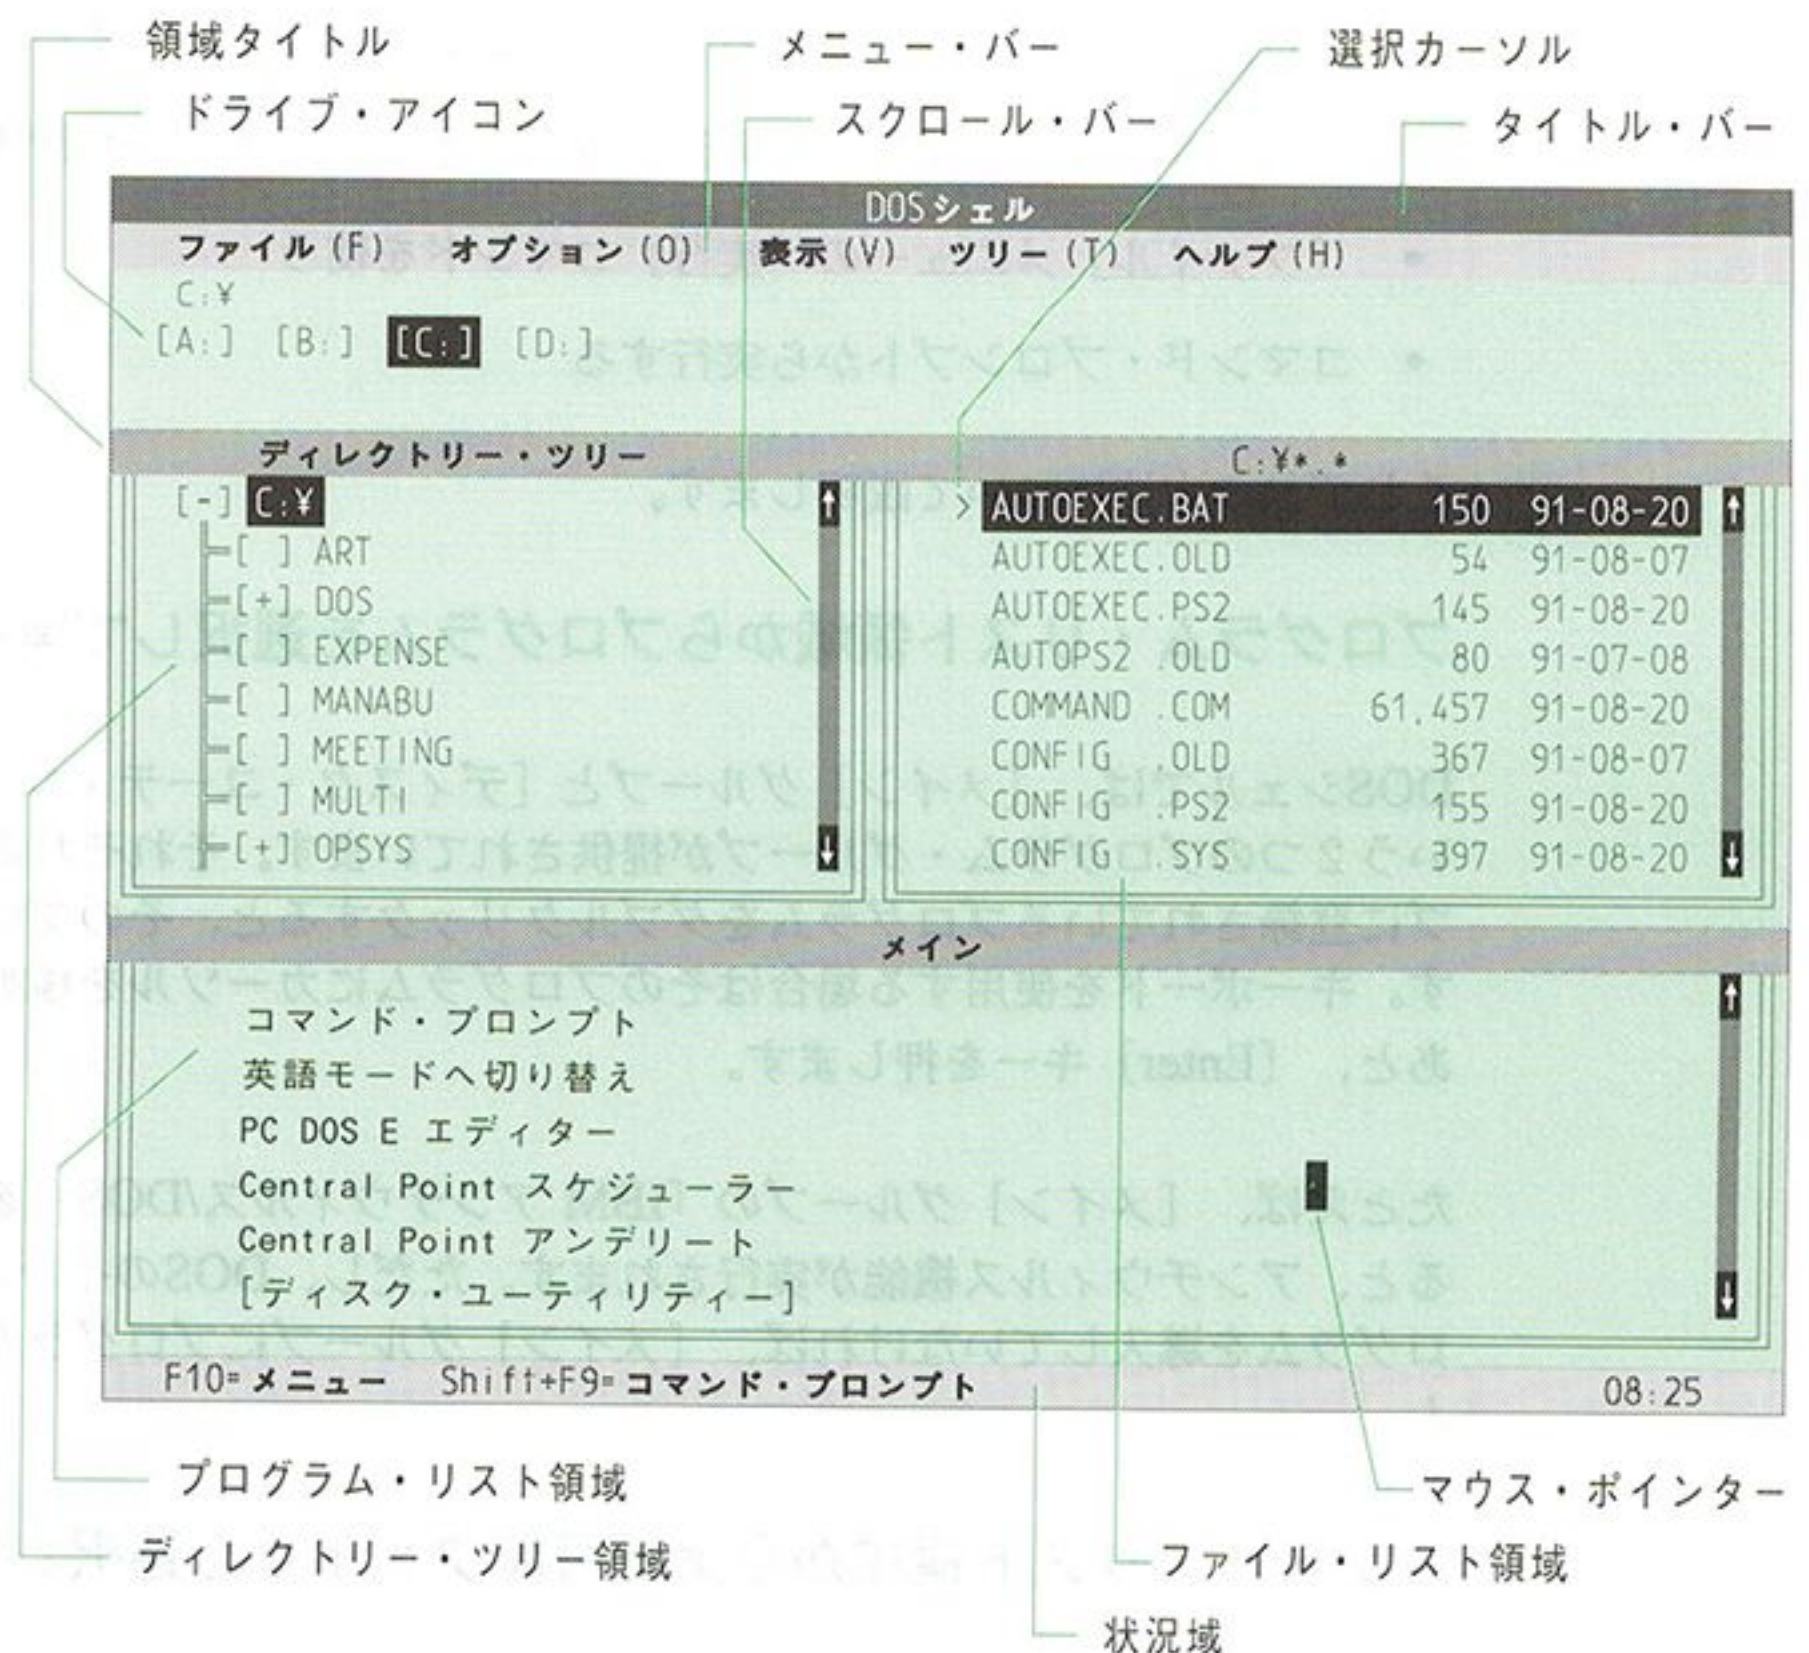 領域タイトル
メニュー・バー
選択カーソル
ドライブ・アイコン
スクロール・バー
タイトル・バー
DOSシェル
ファイル(F) オプション(O) 表示(V) ツリー(T) ヘルプ(H)
C:¥
[A:] [B:] [C:] [D:]
ディレクトリー・ツリー
[-] C:¥
[ ] ART
[+] DOS
[ ] EXPENSE
[ ] MANABU
[ ] MEETING
[ ] MULTI
[+] OPSYS
C:¥*.*
> AUTOEXEC.BAT 150 91-08-20
AUTOEXEC.OLD 54 91-08-07
AUTOEXEC.PS2 145 91-08-20
AUTOPS2 .OLD 80 91-07-08
COMMAND .COM 61,457 91-08-20
CONFIG .OLD 367 91-08-07
CONFIG .PS2 155 91-08-20
CONFIG .SYS 397 91-08-20
メイン
コマンド・プロンプト
英語モードへ切り替え
PC DOS E エディター
Central Point スケジューラー
Central Point アンデリート
[ディスク・ユーティリティー]
F10=メニュー Shift+F9=コマンド・プロンプト 08:25
プログラム・リスト領域
マウス・ポインター
ディレクトリー・ツリー領域
ファイル・リスト領域
状況域